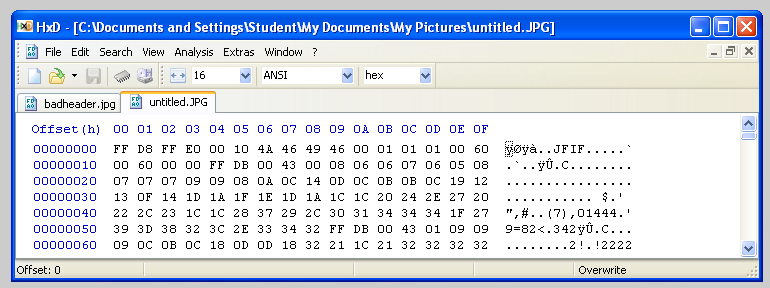 HxD - [C:\Documents and Settings\Student\My Documents\My Pictures\untitled.JPG]
File Edit Search View Analysis Extras Window ?
16 ANSI hex
badheader.jpg untitled.JPG
Offset(h) 00 01 02 03 04 05 06 07 08 09 0A 0B 0C 0D 0E 0F
00000000 FF D8 FF E0 00 10 4A 46 49 46 00 01 01 01 00 60 ÿØÿà..JFIF.....`
00000010 00 60 00 00 FF DB 00 43 00 08 06 06 07 06 05 08 .`..ÿÛ.C........
00000020 07 07 07 09 09 08 0A 0C 14 0D 0C 0B 0B 0C 19 12 ................
00000030 13 0F 14 1D 1A 1F 1E 1D 1A 1C 1C 20 24 2E 27 20 ........... $.' 
00000040 22 2C 23 1C 1C 28 37 29 2C 30 31 34 34 34 1F 27 ",#..(7),01444.'
00000050 39 3D 38 32 3C 2E 33 34 32 FF DB 00 43 01 09 09 9=82<.342ÿÛ.C...
00000060 09 0C 0B 0C 18 0D 0D 18 32 21 1C 21 32 32 32 32 ........2!.!2222
Offset: 0 Overwrite